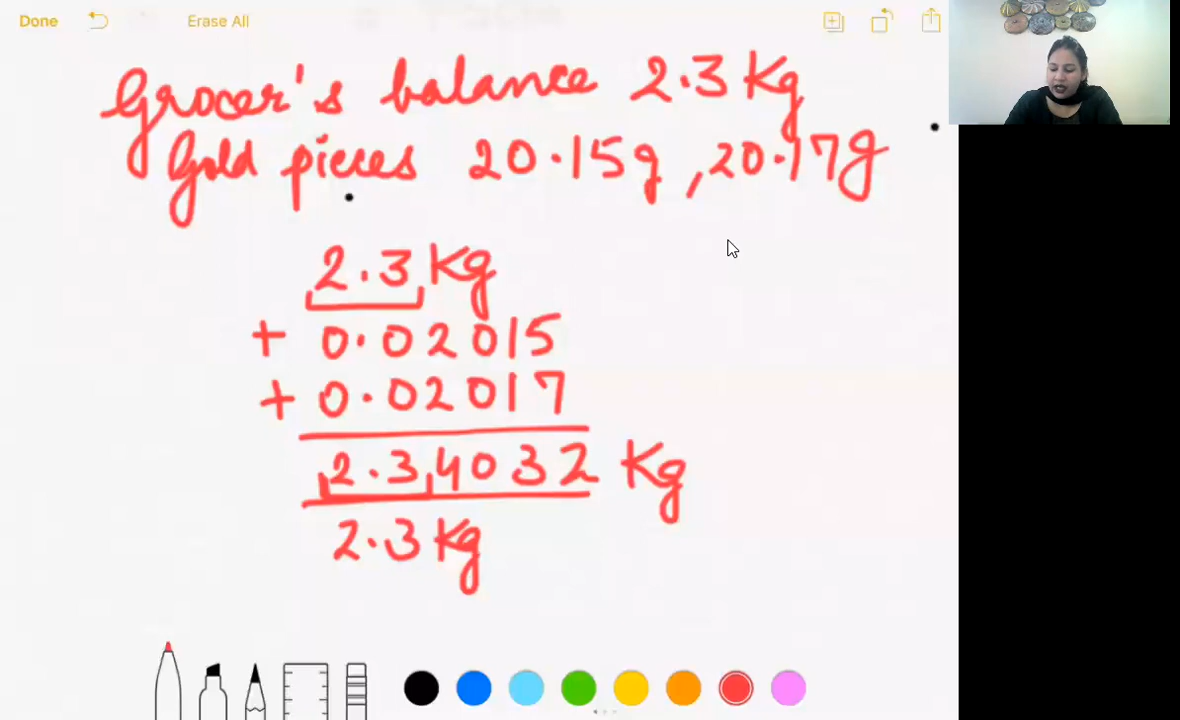 Done
Erase All
Grocer's balance 2.3 Kg
Gold pieces 20.15g, 20.17g
2.3 Kg
+ 0.02015
+ 0.02017
2.34032 Kg
2.3 Kg